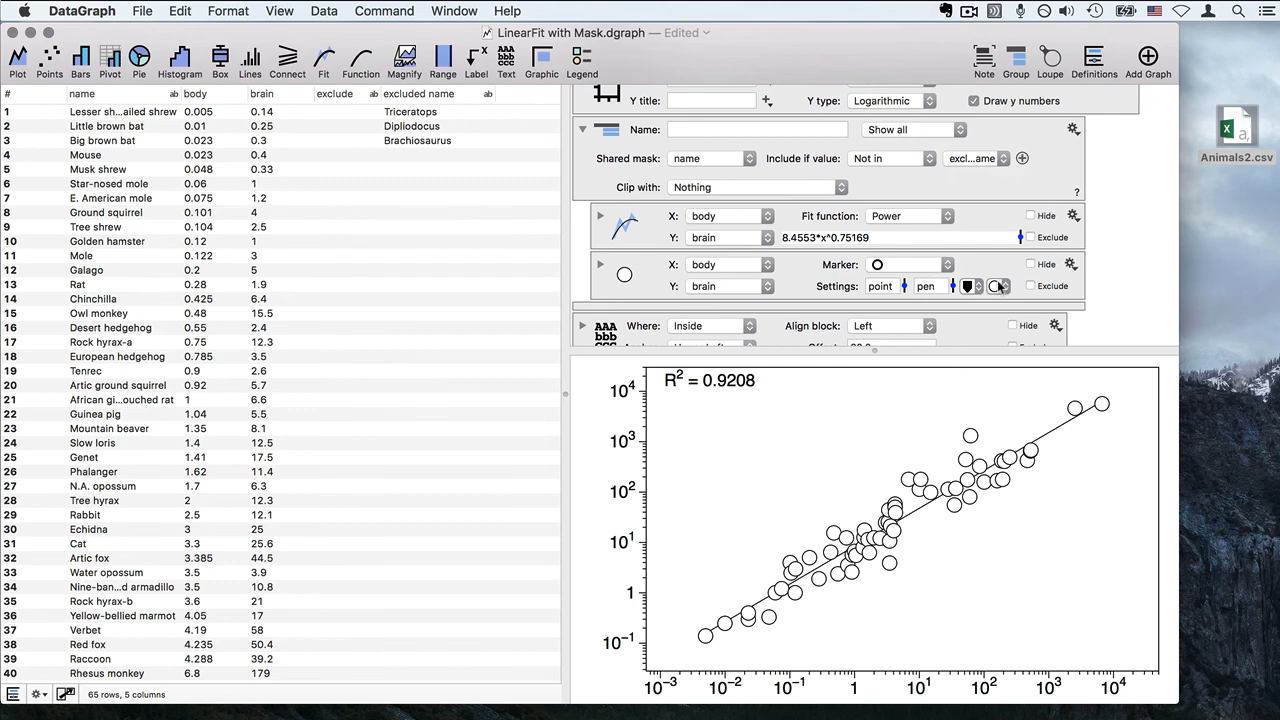 DataGraph File Edit Format View Data Command Window Help
LinearFit with Mask.dgraph — Edited
Plot Points Bars Pivot Pie Histogram Box Lines Connect Fit Function Magnify Range Label Text Graphic Legend Note Group Loupe Definitions Add Graph
# name ab body brain exclude ab excluded name ab
1 Lesser sh...ailed shrew 0.005 0.14 Triceratops
2 Little brown bat 0.01 0.25 Dipliodocus
3 Big brown bat 0.023 0.3 Brachiosaurus
4 Mouse 0.023 0.4
5 Musk shrew 0.048 0.33
6 Star-nosed mole 0.06 1
7 E. American mole 0.075 1.2
8 Ground squirrel 0.101 4
9 Tree shrew 0.104 2.5
10 Golden hamster 0.12 1
11 Mole 0.122 3
12 Galago 0.2 5
13 Rat 0.28 1.9
14 Chinchilla 0.425 6.4
15 Owl monkey 0.48 15.5
16 Desert hedgehog 0.55 2.4
17 Rock hyrax-a 0.75 12.3
18 European hedgehog 0.785 3.5
19 Tenrec 0.9 2.6
20 Artic ground squirrel 0.92 5.7
21 African gi...ouched rat 1 6.6
22 Guinea pig 1.04 5.5
23 Mountain beaver 1.35 8.1
24 Slow loris 1.4 12.5
25 Genet 1.41 17.5
26 Phalanger 1.62 11.4
27 N.A. opossum 1.7 6.3
28 Tree hyrax 2 12.3
29 Rabbit 2.5 12.1
30 Echidna 3 25
31 Cat 3.3 25.6
32 Artic fox 3.385 44.5
33 Water opossum 3.5 3.9
34 Nine-ban...d armadillo 3.5 10.8
35 Rock hyrax-b 3.6 21
36 Yellow-bellied marmot 4.05 17
37 Verbet 4.19 58
38 Red fox 4.235 50.4
39 Raccoon 4.288 39.2
40 Rhesus monkey 6.8 179
65 rows, 5 columns
Y title: Y type: Logarithmic Draw y numbers
Name: Show all
Shared mask: name Include if value: Not in excl...ame
Clip with: Nothing ?
X: body Fit function: Power Hide
Y: brain 8.4553*x^0.75169 Exclude
X: body Marker: Hide
Y: brain Settings: point pen Exclude
AAA bbb CCC Where: Inside Align block: Left Hide
R² = 0.9208
10⁴
10³
10²
10¹
1
10⁻¹
10⁻³ 10⁻² 10⁻¹ 1 10¹ 10² 10³ 10⁴
X a,
Animals2.csv